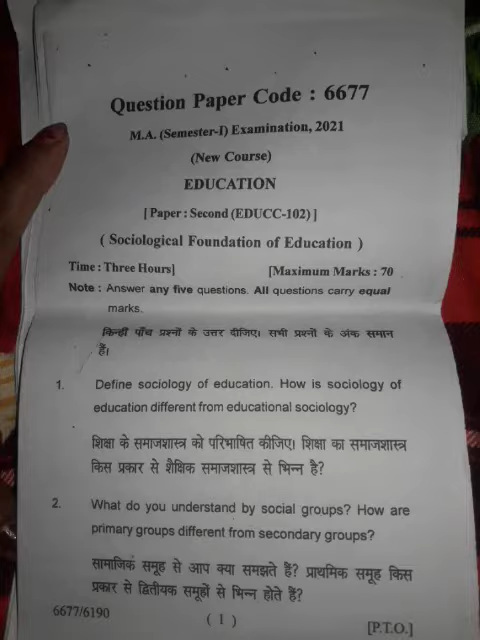 Question Paper Code : 6677
M.A. (Semester-I) Examination, 2021
(New Course)
EDUCATION
[ Paper : Second (EDUCC-102) ]
( Sociological Foundation of Education )
Time : Three Hours] [Maximum Marks : 70
Note : Answer any five questions. All questions carry equal
marks.
किन्हीं पाँच प्रश्नों के उत्तर दीजिए। सभी प्रश्नों के अंक समान
हैं।
1. Define sociology of education. How is sociology of
education different from educational sociology?
शिक्षा के समाजशास्त्र को परिभाषित कीजिए। शिक्षा का समाजशास्त्र
किस प्रकार से शैक्षिक समाजशास्त्र से भिन्न है?
2. What do you understand by social groups? How are
primary groups different from secondary groups?
सामाजिक समूह से आप क्या समझते हैं? प्राथमिक समूह किस
प्रकार से द्वितीयक समूहों से भिन्न होते हैं?
6677/6190 ( 1 ) [P.T.O.]